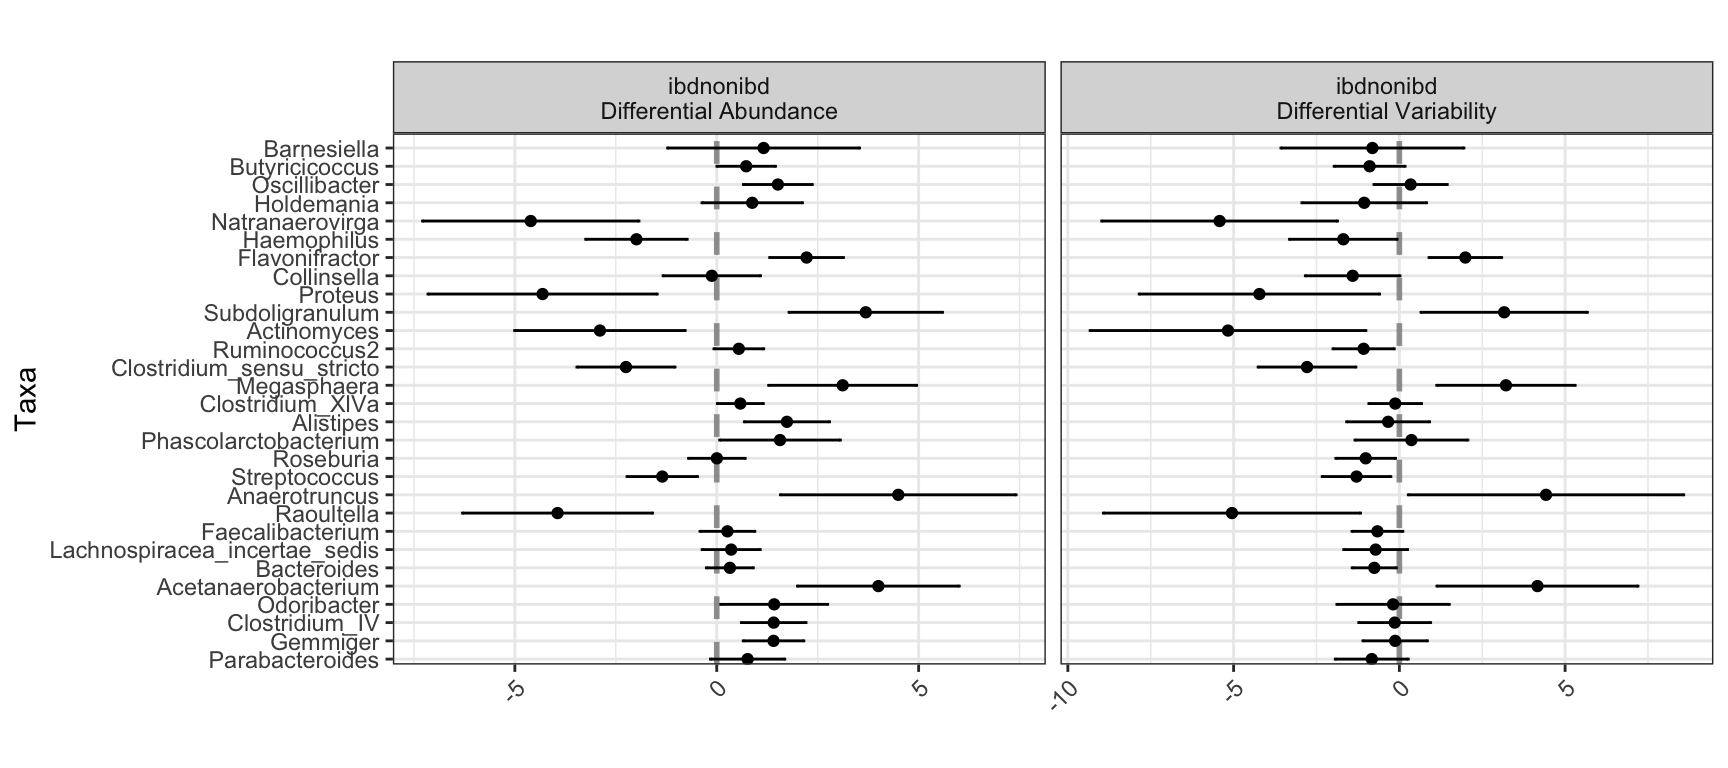 ibdnonibd
Differential Abundance
ibdnonibd
Differential Variability
Taxa
Barnesiella
Butyricicoccus
Oscillibacter
Holdemania
Natranaerovirga
Haemophilus
Flavonifractor
Collinsella
Proteus
Subdoligranulum
Actinomyces
Ruminococcus2
Clostridium_sensu_stricto
Megasphaera
Clostridium_XlVa
Alistipes
Phascolarctobacterium
Roseburia
Streptococcus
Anaerotruncus
Raoultella
Faecalibacterium
Lachnospiracea_incertae_sedis
Bacteroides
Acetanaerobacterium
Odoribacter
Clostridium_IV
Gemmiger
Parabacteroides
-5 0 5
-10 -5 0 5